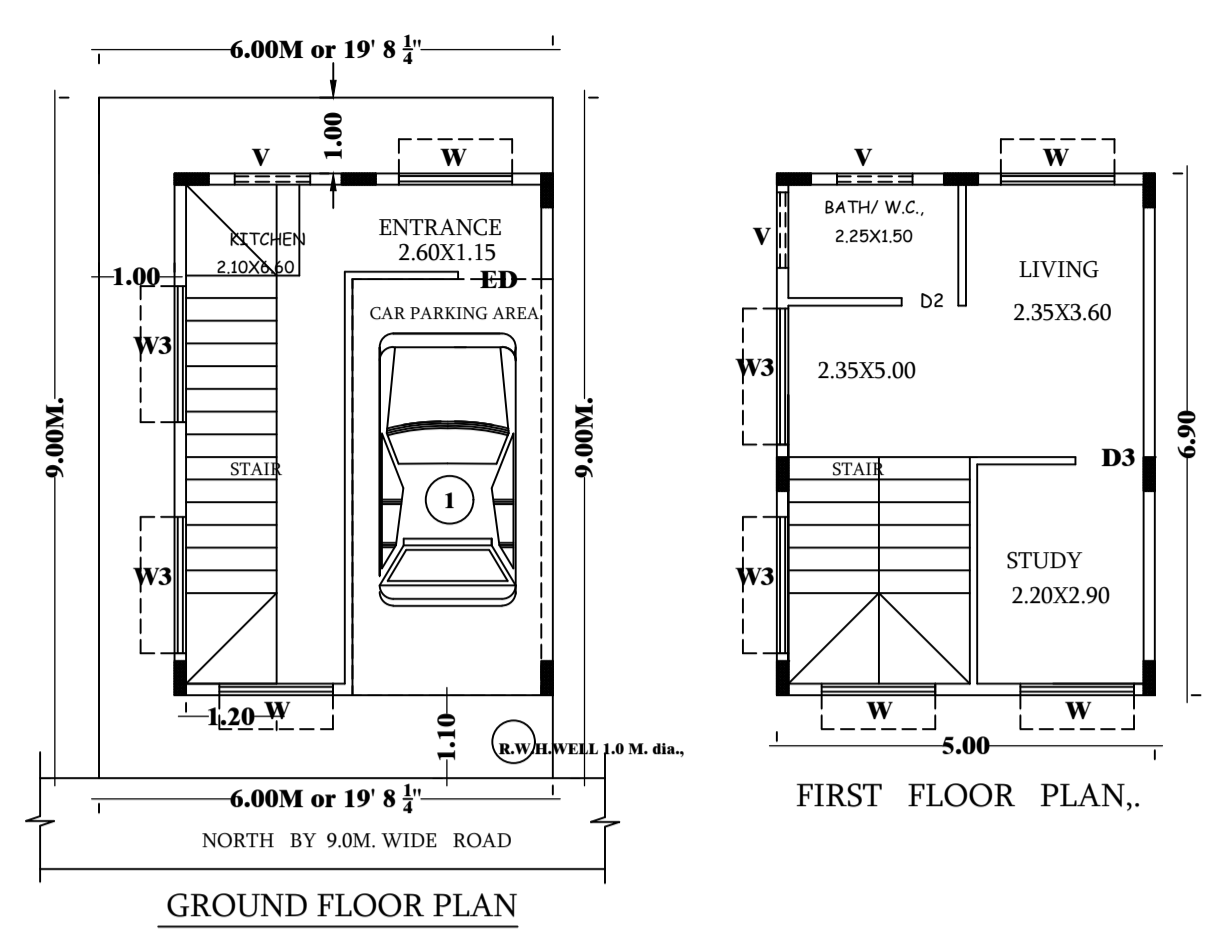 6.00M or 19' 8 1/4"
1.00
V
W
ENTRANCE
2.60X1.15
KITCHEN
2.10X6.60
1.00
ED
CAR PARKING AREA
W3
9.00M.
9.00M.
STAIR
1
W3
1.20
W
1.10
R.W.H.WELL 1.0 M. dia.,
6.00M or 19' 8 1/4"
NORTH BY 9.0M. WIDE ROAD
GROUND FLOOR PLAN
V
W
BATH/ W.C.,
2.25X1.50
V
LIVING
2.35X3.60
D2
W3
2.35X5.00
6.90
STAIR
D3
STUDY
2.20X2.90
W3
W
W
5.00
FIRST FLOOR PLAN,.